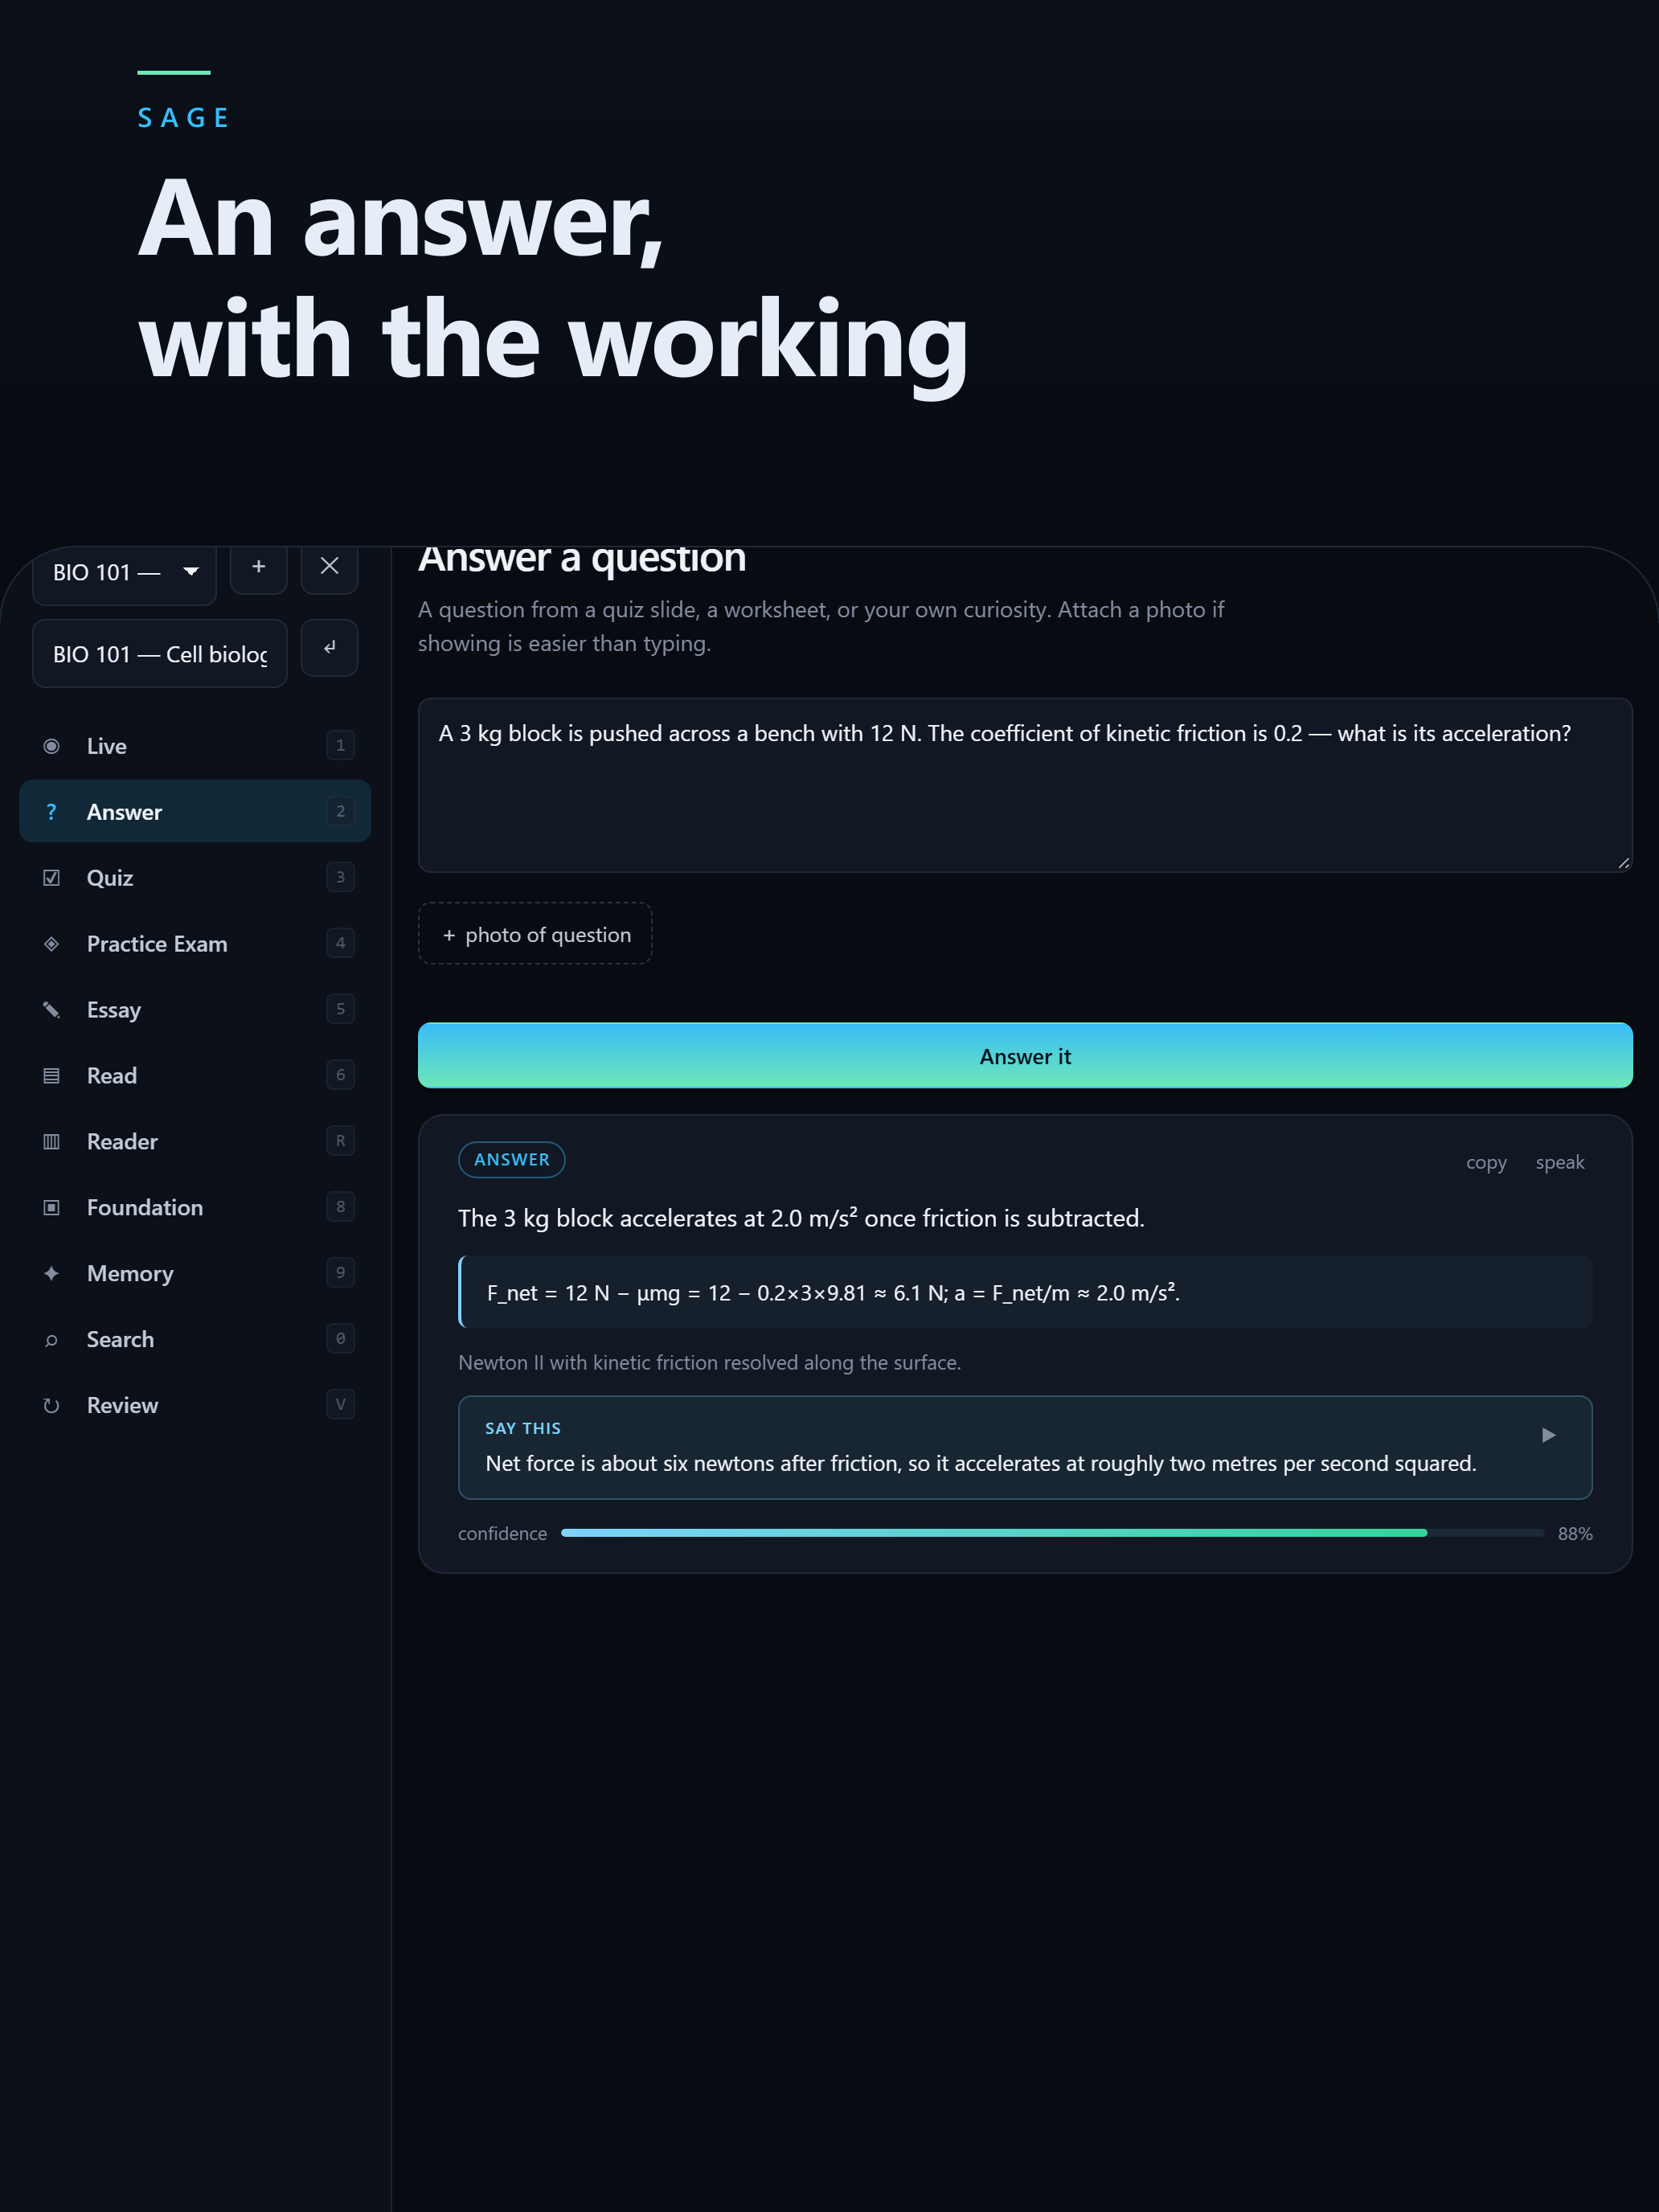 SAGE
An answer,
with the working
BIO 101 —
+
BIO 101 — Cell biolog
Live 1
? Answer 2
Quiz 3
Practice Exam 4
Essay 5
Read 6
Reader R
Foundation 8
Memory 9
Search 0
Review V
Answer a question
A question from a quiz slide, a worksheet, or your own curiosity. Attach a photo if
showing is easier than typing.
A 3 kg block is pushed across a bench with 12 N. The coefficient of kinetic friction is 0.2 — what is its acceleration?
+ photo of question
Answer it
ANSWER
copy speak
The 3 kg block accelerates at 2.0 m/s² once friction is subtracted.
F_net = 12 N − μmg = 12 − 0.2×3×9.81 ≈ 6.1 N; a = F_net/m ≈ 2.0 m/s².
Newton II with kinetic friction resolved along the surface.
SAY THIS
Net force is about six newtons after friction, so it accelerates at roughly two metres per second squared.
confidence 88%